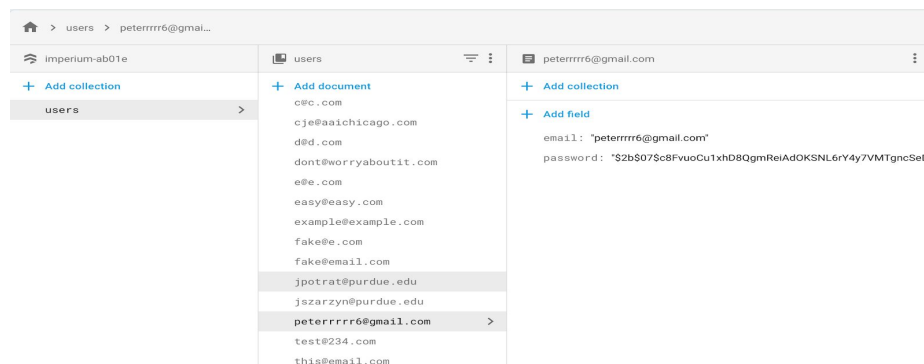 users > peterrrrr6@gmai...
imperium-ab01e
Add collection
users
users
Add document
c@c.com
cje@aaichicago.com
d@d.com
dont@worryaboutit.com
e@e.com
easy@easy.com
example@example.com
fake@e.com
fake@email.com
jpotrat@purdue.edu
jszarzyn@purdue.edu
peterrrrr6@gmail.com
test@234.com
this@email.com
peterrrrr6@gmail.com
Add collection
Add field
email: "peterrrrr6@gmail.com"
password: "$2b$07$c8FvuoCu1xhD8QgmReiAdOKSNL6rY4y7VMTgncSel